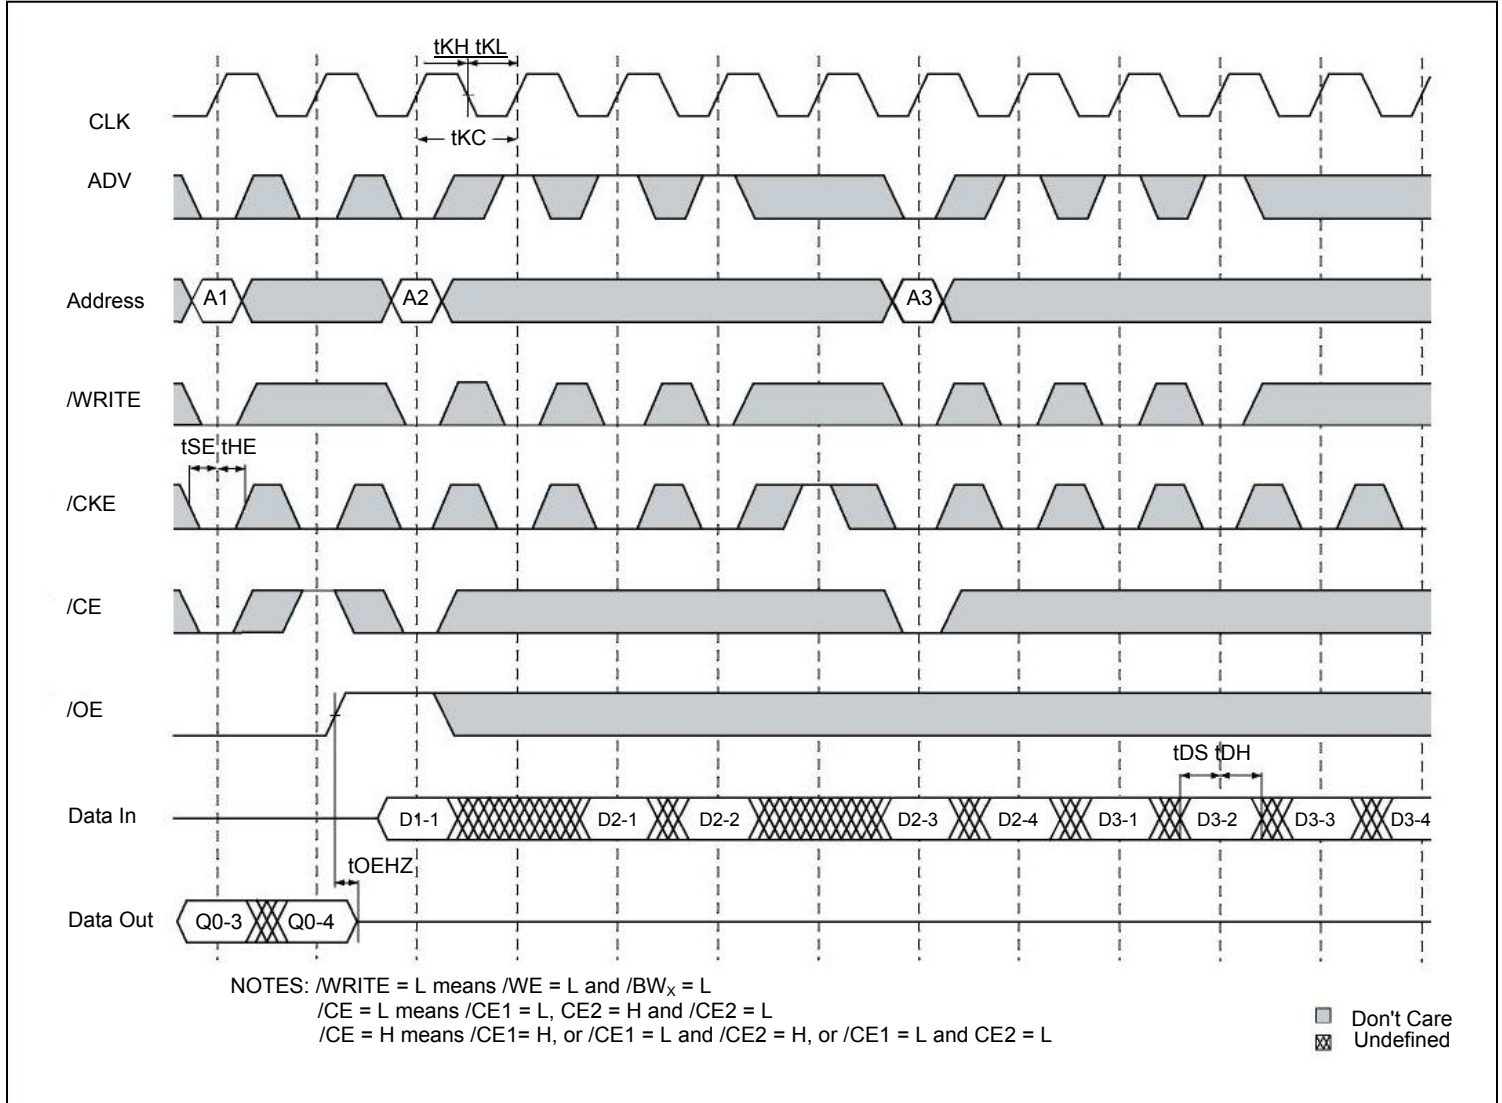 tKH tKL
CLK
tKC
ADV
Address A1 A2 A3
/WRITE
tSE tHE
/CKE
/CE
/OE
tDS tDH
Data In D1-1 D2-1 D2-2 D2-3 D2-4 D3-1 D3-2 D3-3 D3-4
tOEHZ
Data Out Q0-3 Q0-4
NOTES: /WRITE = L means /WE = L and /BWX = L
/CE = L means /CE1 = L, CE2 = H and /CE2 = L
/CE = H means /CE1= H, or /CE1 = L and /CE2 = H, or /CE1 = L and CE2 = L
Don't Care
Undefined